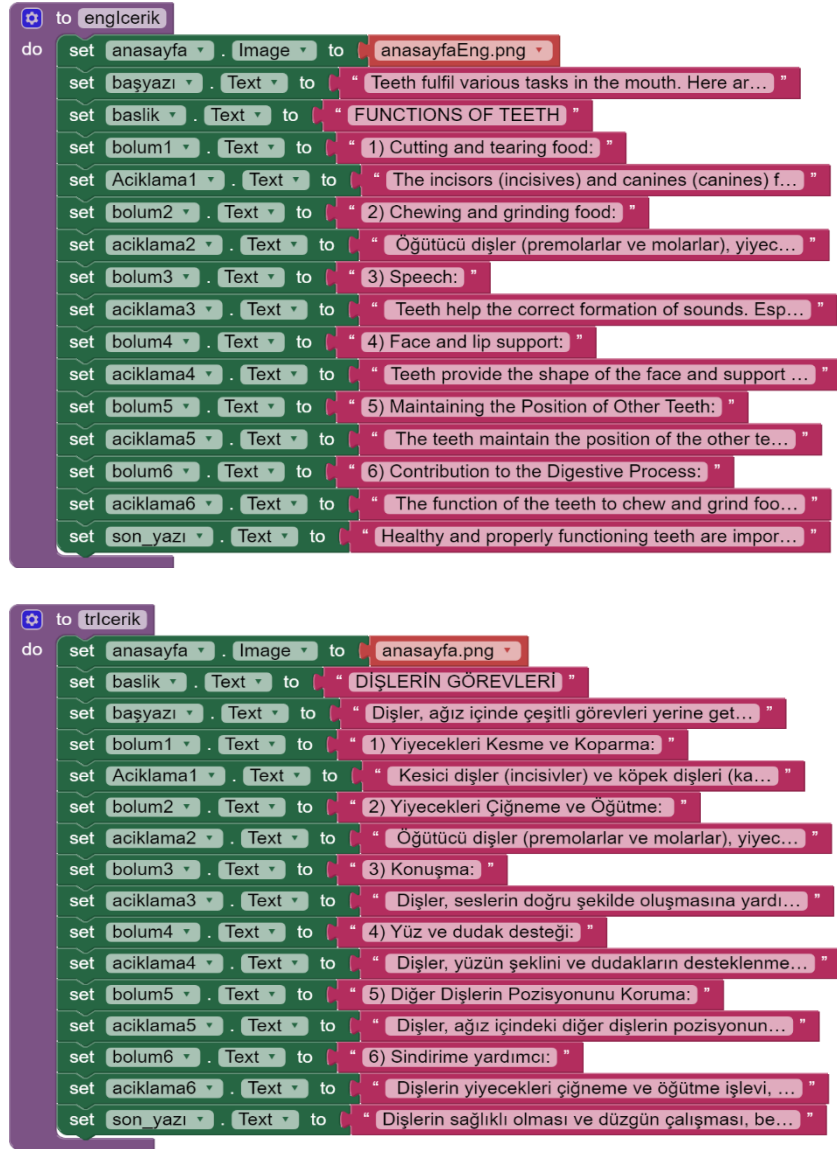 to engIcerik
do set anasayfa . Image to anasayfaEng.png
set başyazı . Text to “ Teeth fulfil various tasks in the mouth. Here ar… ”
set baslik . Text to “ FUNCTIONS OF TEETH ”
set bolum1 . Text to “ 1) Cutting and tearing food: ”
set Aciklama1 . Text to “ The incisors (incisives) and canines (canines) f… ”
set bolum2 . Text to “ 2) Chewing and grinding food: ”
set aciklama2 . Text to “ Öğütücü dişler (premolarlar ve molarlar), yiyec… ”
set bolum3 . Text to “ 3) Speech: ”
set aciklama3 . Text to “ Teeth help the correct formation of sounds. Esp… ”
set bolum4 . Text to “ 4) Face and lip support: ”
set aciklama4 . Text to “ Teeth provide the shape of the face and support … ”
set bolum5 . Text to “ 5) Maintaining the Position of Other Teeth: ”
set aciklama5 . Text to “ The teeth maintain the position of the other te… ”
set bolum6 . Text to “ 6) Contribution to the Digestive Process: ”
set aciklama6 . Text to “ The function of the teeth to chew and grind foo… ”
set son_yazı . Text to “ Healthy and properly functioning teeth are impor… ”
to trIcerik
do set anasayfa . Image to anasayfa.png
set baslik . Text to “ DİŞLERİN GÖREVLERİ ”
set başyazı . Text to “ Dişler, ağız içinde çeşitli görevleri yerine get… ”
set bolum1 . Text to “ 1) Yiyecekleri Kesme ve Koparma: ”
set Aciklama1 . Text to “ Kesici dişler (incisivler) ve köpek dişleri (ka… ”
set bolum2 . Text to “ 2) Yiyecekleri Çiğneme ve Öğütme: ”
set aciklama2 . Text to “ Öğütücü dişler (premolarlar ve molarlar), yiyec… ”
set bolum3 . Text to “ 3) Konuşma: ”
set aciklama3 . Text to “ Dişler, seslerin doğru şekilde oluşmasına yardı… ”
set bolum4 . Text to “ 4) Yüz ve dudak desteği: ”
set aciklama4 . Text to “ Dişler, yüzün şeklini ve dudakların desteklenme… ”
set bolum5 . Text to “ 5) Diğer Dişlerin Pozisyonunu Koruma: ”
set aciklama5 . Text to “ Dişler, ağız içindeki diğer dişlerin pozisyonun… ”
set bolum6 . Text to “ 6) Sindirime yardımcı: ”
set aciklama6 . Text to “ Dişlerin yiyecekleri çiğneme ve öğütme işlevi, … ”
set son_yazı . Text to “ Dişlerin sağlıklı olması ve düzgün çalışması, be… ”